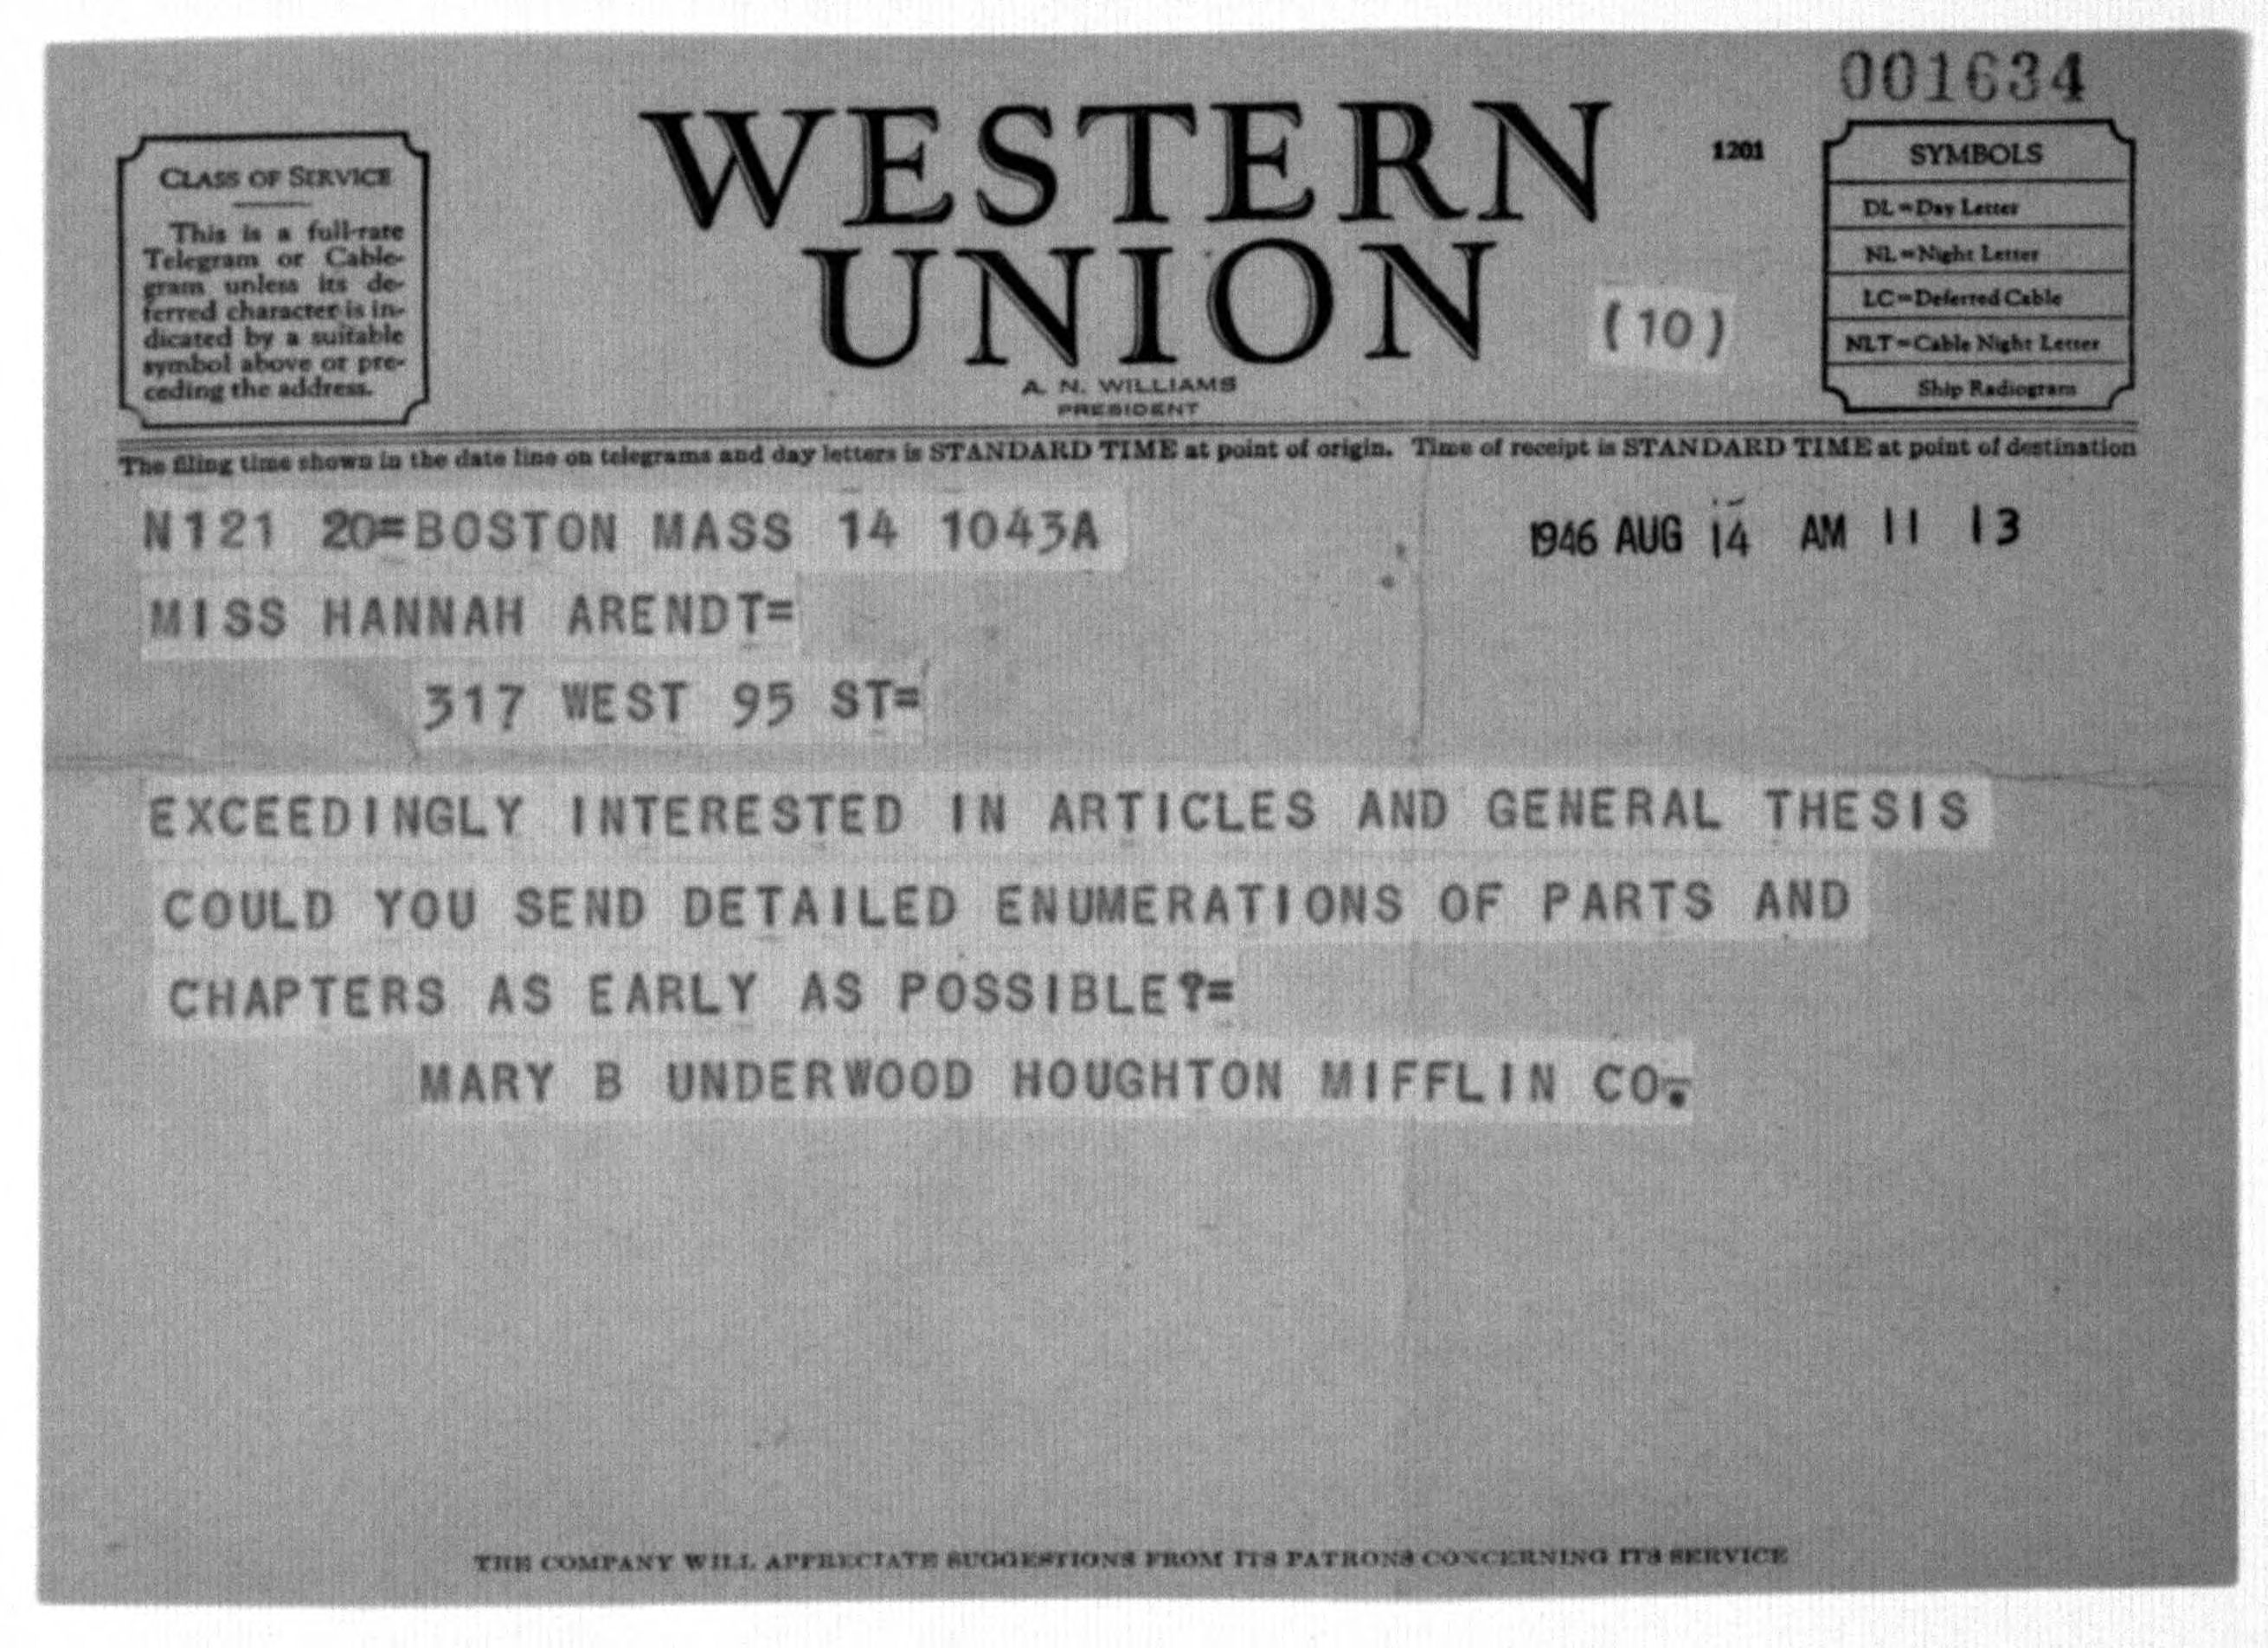 001634
CLASS OF SERVICE
This is a full-rate
Telegram or Cable-
gram unless its de-
ferred character is in-
dicated by a suitable
symbol above or pre-
ceding the address.
WESTERN
UNION
1201
(10)
A. N. WILLIAMS
PRESIDENT
SYMBOLS
DL=Day Letter
NL=Night Letter
LC=Deferred Cable
NLT=Cable Night Letter
Ship Radiogram
The filing time shown in the date line on telegrams and day letters is STANDARD TIME at point of origin. Time of receipt is STANDARD TIME at point of destination
N121 20=BOSTON MASS 14 1043A
1946 AUG 14 AM 11 13
MISS HANNAH ARENDT=
317 WEST 95 ST=
EXCEEDINGLY INTERESTED IN ARTICLES AND GENERAL THESIS
COULD YOU SEND DETAILED ENUMERATIONS OF PARTS AND
CHAPTERS AS EARLY AS POSSIBLE?=
MARY B UNDERWOOD HOUGHTON MIFFLIN CO.
THE COMPANY WILL APPRECIATE SUGGESTIONS FROM ITS PATRONS CONCERNING ITS SERVICE